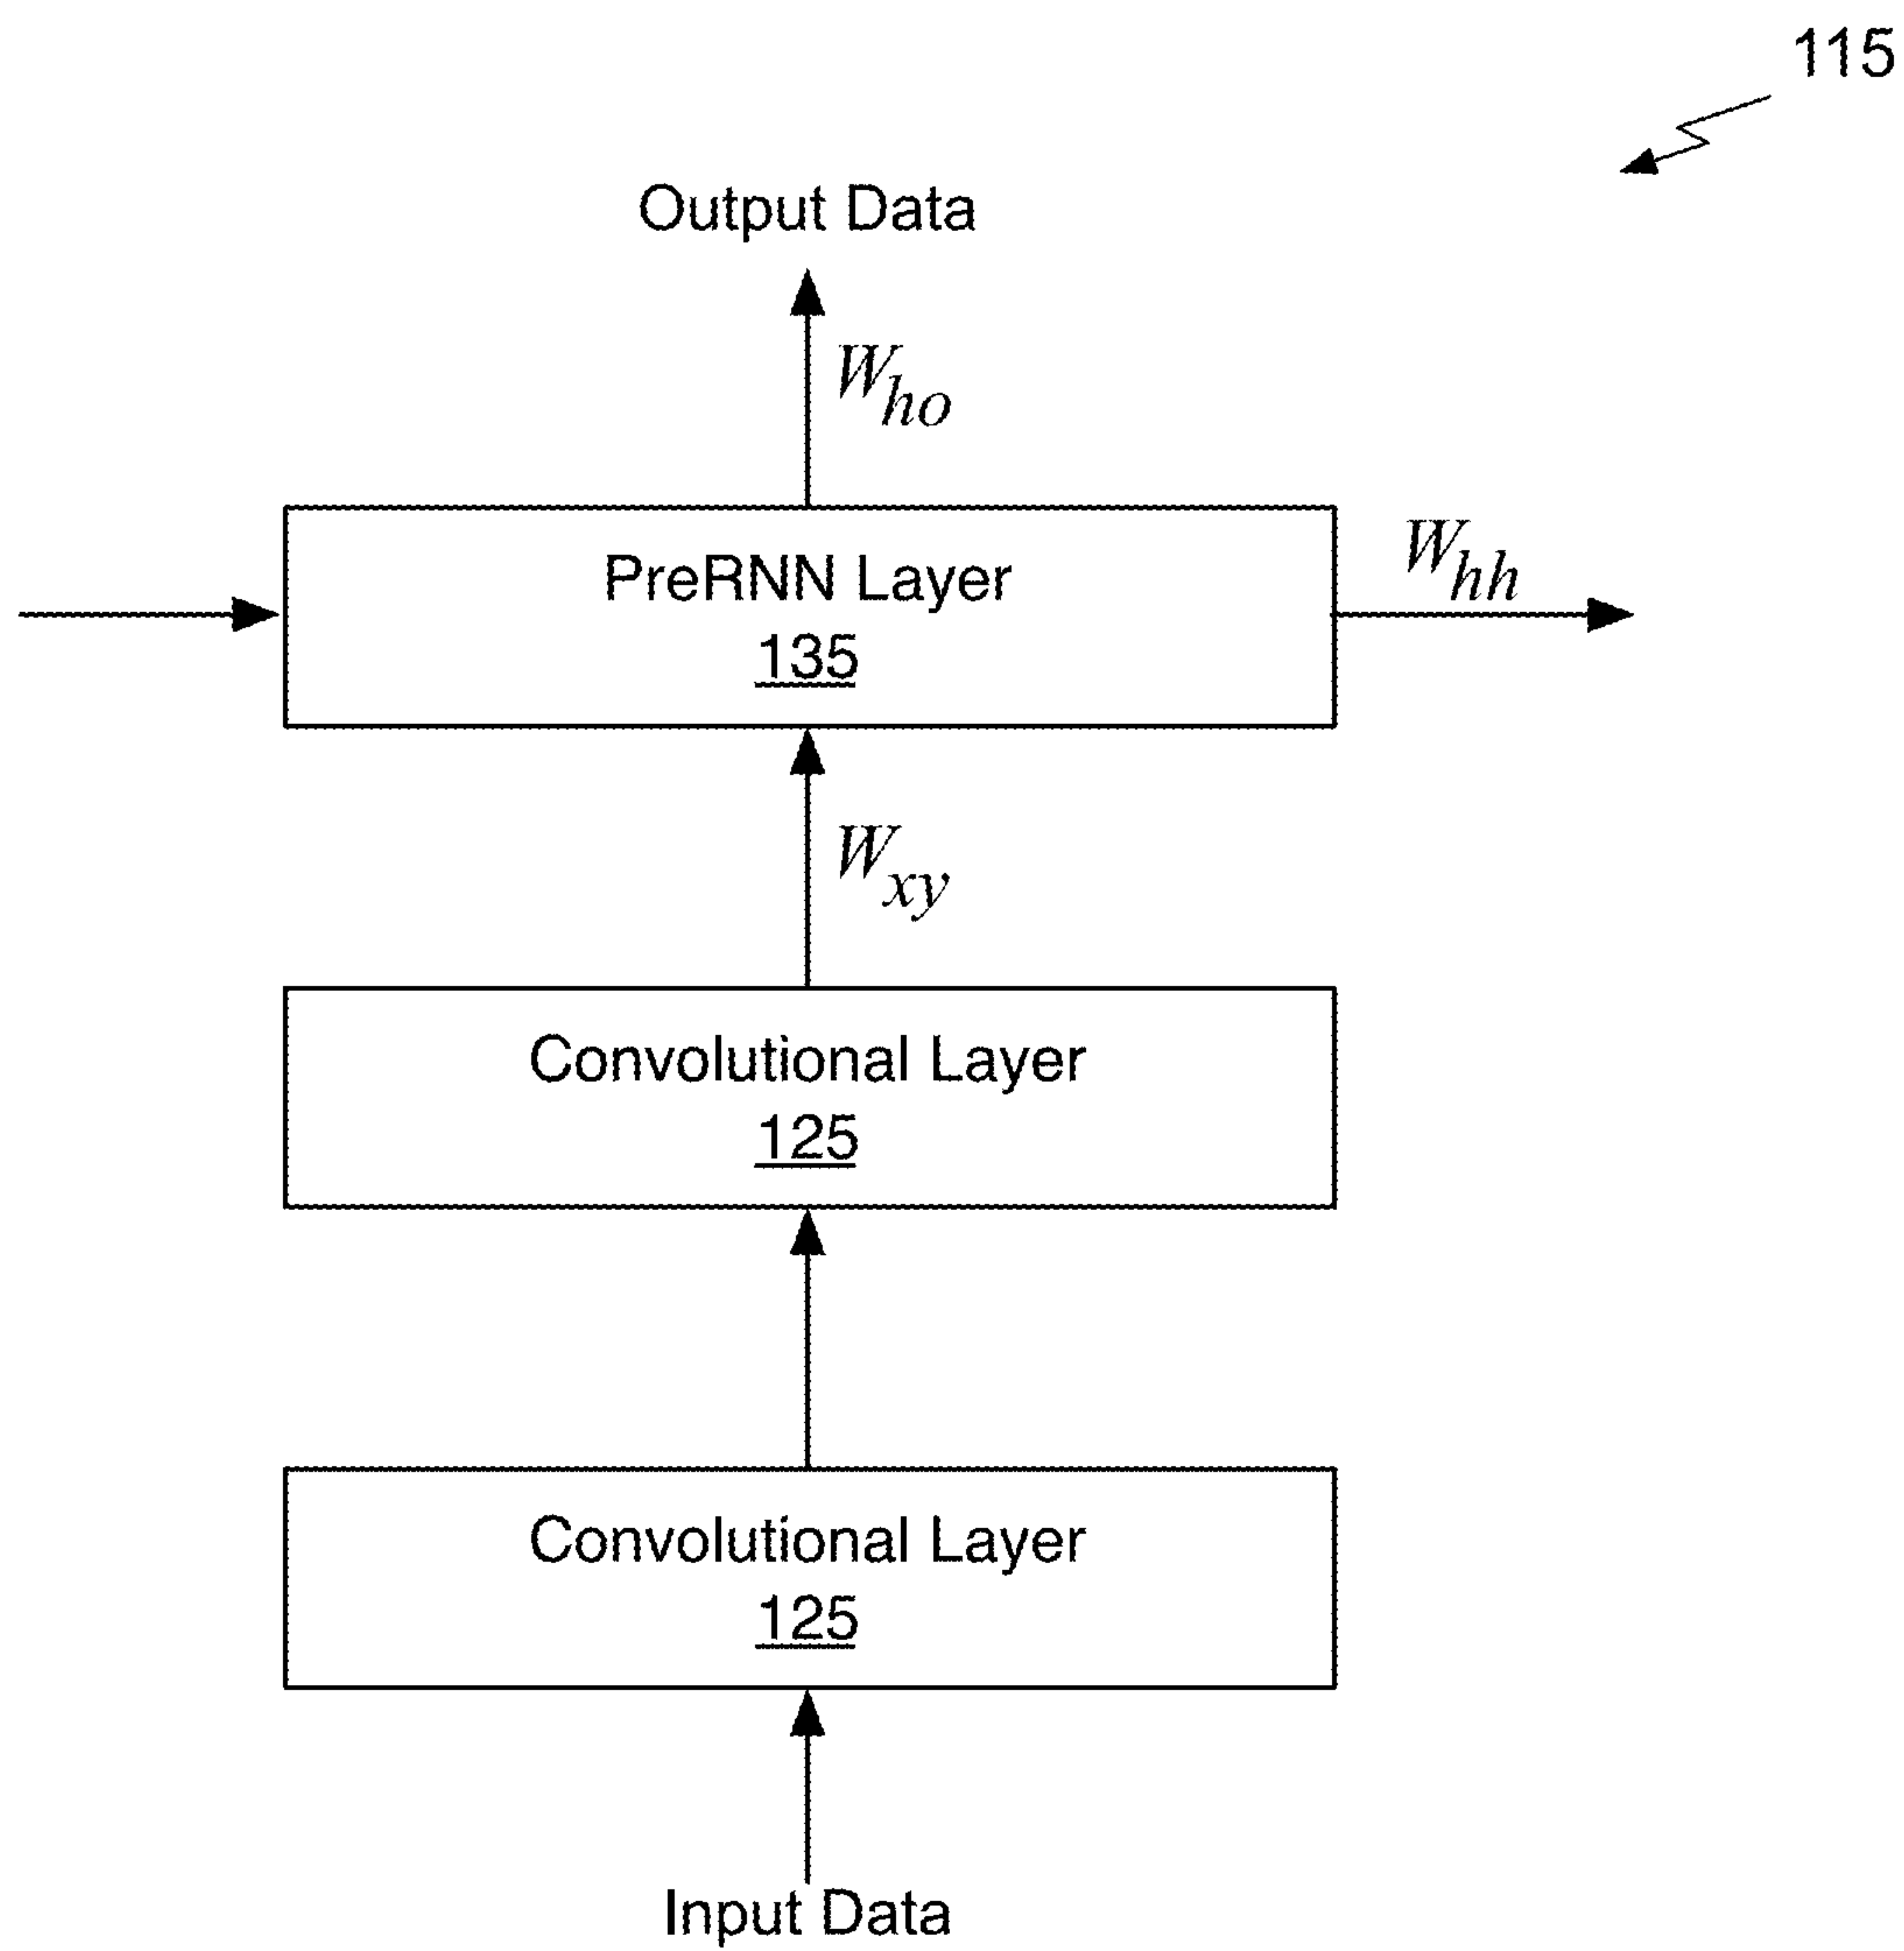 115
Output Data
W_ho
PreRNN Layer
W_hh
135
W_xy
Convolutional Layer
125
Convolutional Layer
125
Input Data